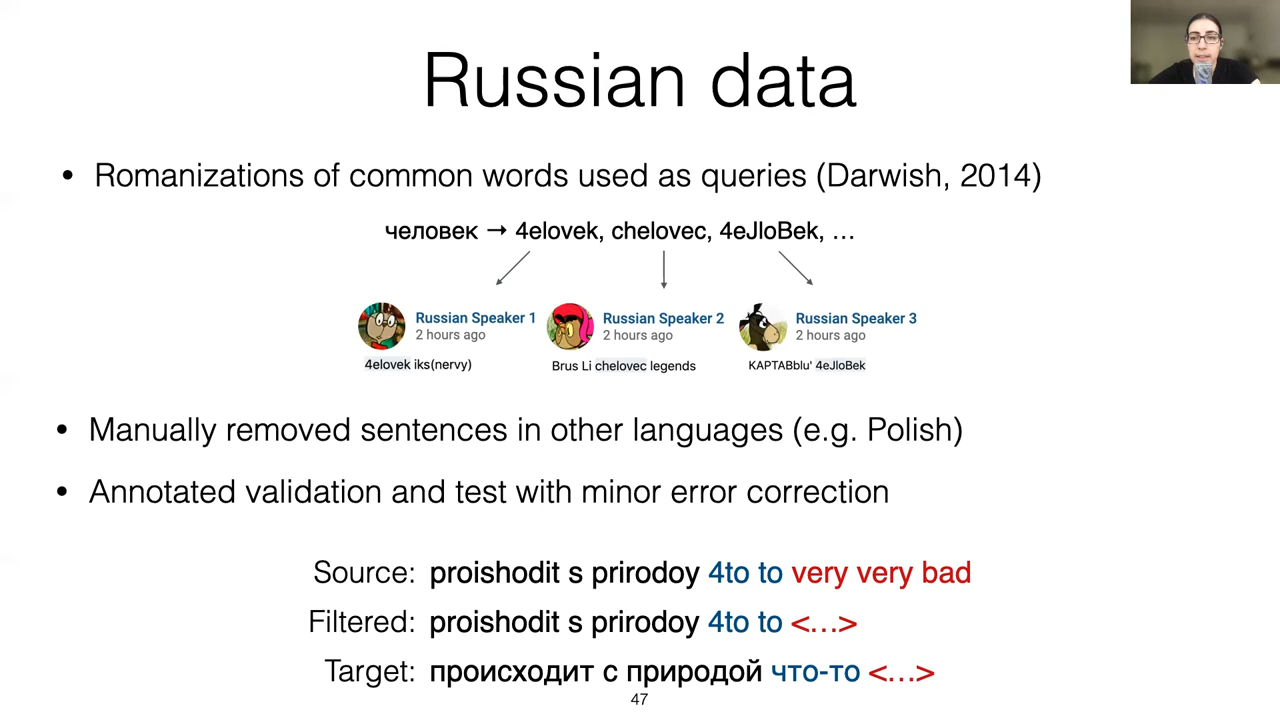 Russian data
• Romanizations of common words used as queries (Darwish, 2014)
человек → 4elovek, chelovec, 4eJloBek, …
Russian Speaker 1
2 hours ago
4elovek iks(nervy)
Russian Speaker 2
2 hours ago
Brus Li chelovec legends
Russian Speaker 3
2 hours ago
KAPTABblu' 4eJloBek
• Manually removed sentences in other languages (e.g. Polish)
• Annotated validation and test with minor error correction
Source: proishodit s prirodoy 4to to very very bad
Filtered: proishodit s prirodoy 4to to <…>
Target: происходит с природой что-то <…>
47